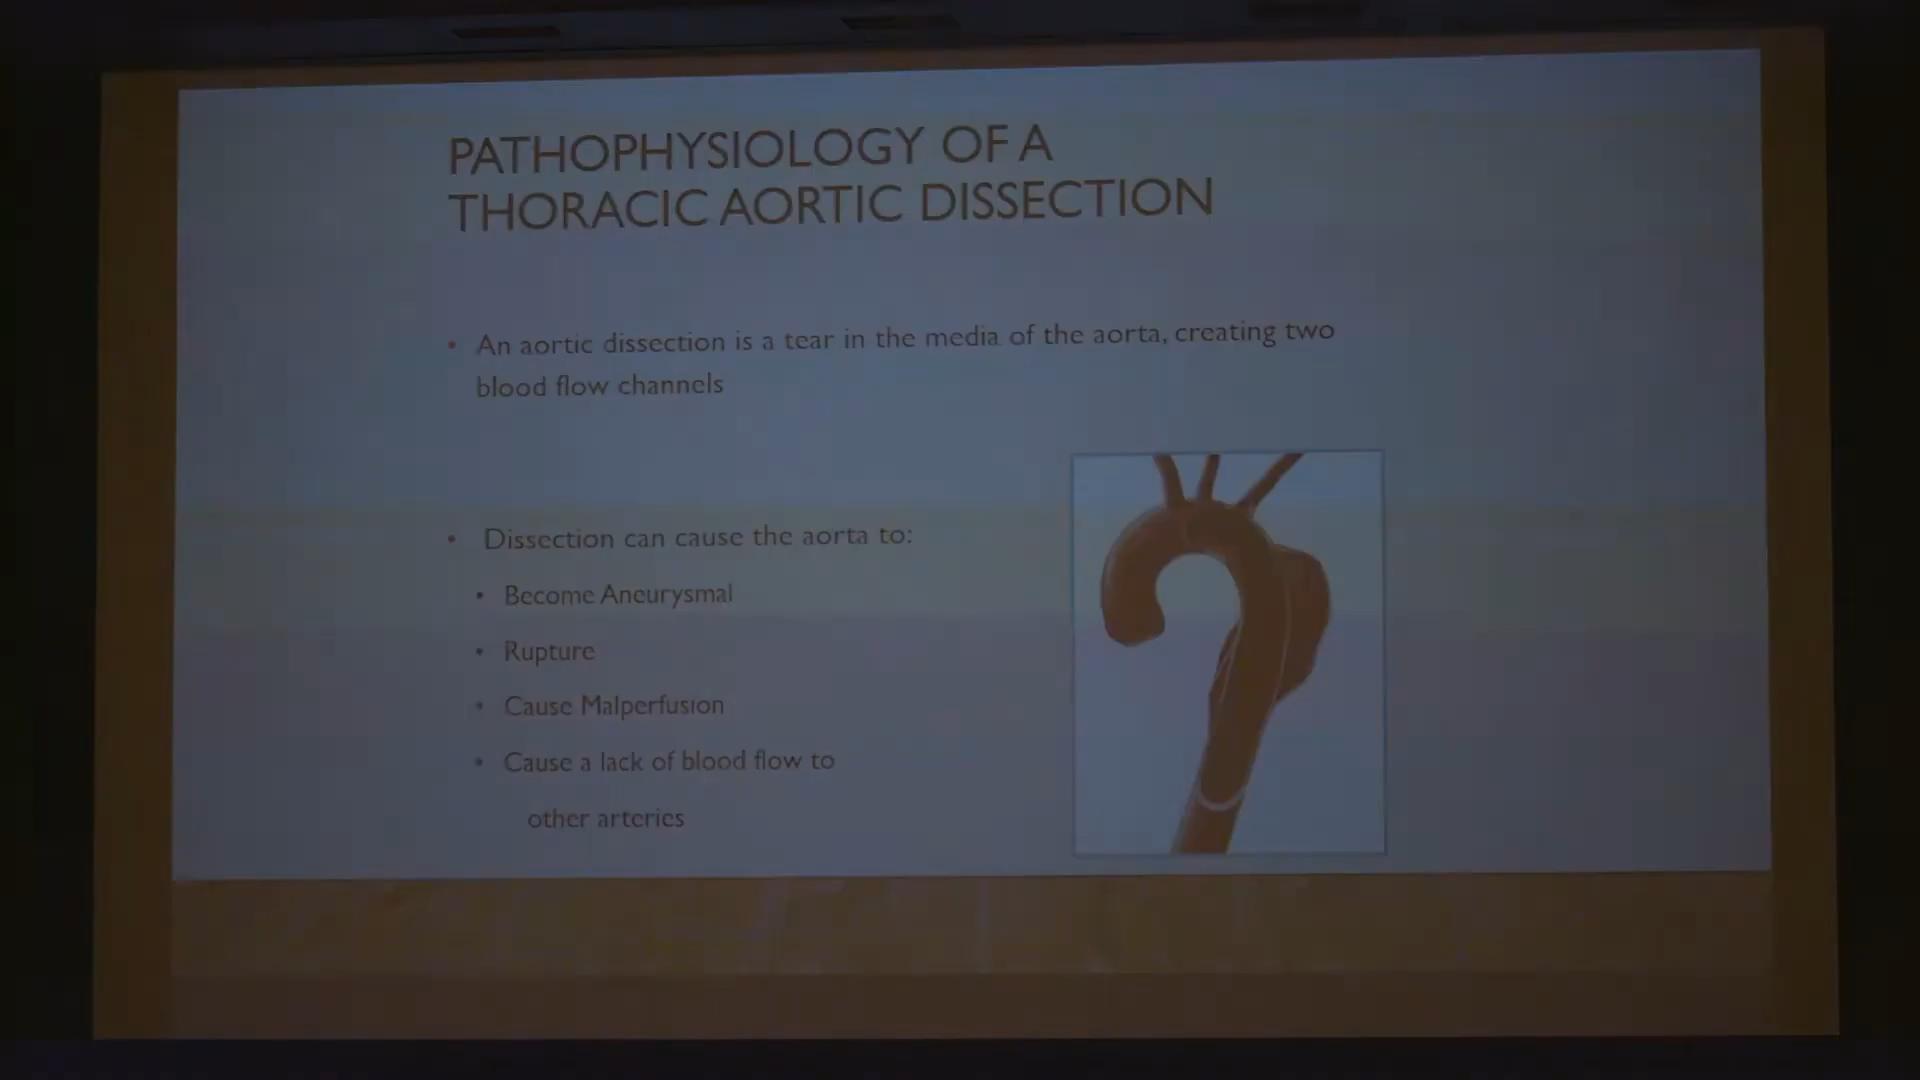 PATHOPHYSIOLOGY OF A
THORACIC AORTIC DISSECTION
• An aortic dissection is a tear in the media of the aorta, creating two
blood flow channels
• Dissection can cause the aorta to:
• Become Aneurysmal
• Rupture
• Cause Malperfusion
• Cause a lack of blood flow to
other arteries